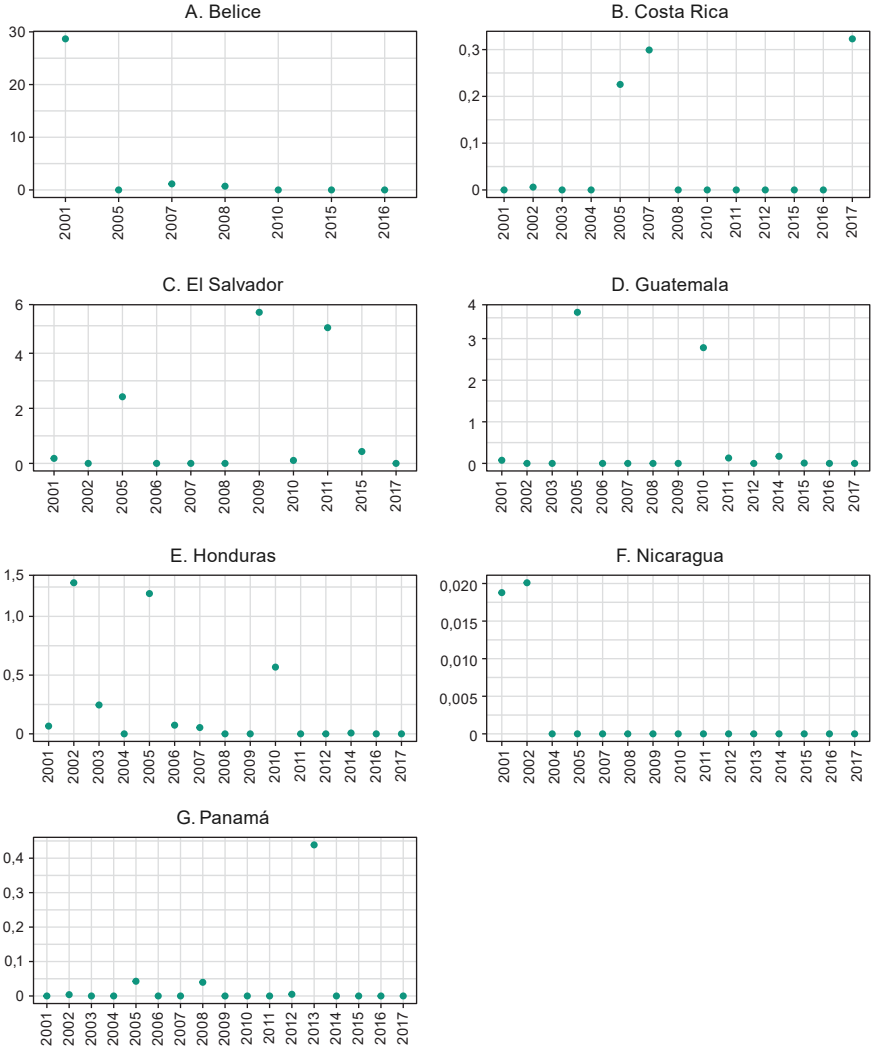 A. Belice
30
20
10
0
2001 2005 2007 2008 2010 2015 2016
B. Costa Rica
0,3
0,2
0,1
0
2001 2002 2003 2004 2005 2007 2008 2010 2011 2012 2015 2016 2017
C. El Salvador
6
4
2
0
2001 2002 2005 2006 2007 2008 2009 2010 2011 2015 2017
D. Guatemala
4
3
2
1
0
2001 2002 2003 2005 2006 2007 2008 2009 2010 2011 2012 2014 2015 2016 2017
E. Honduras
1,5
1,0
0,5
0
2001 2002 2003 2004 2005 2006 2007 2008 2009 2010 2011 2012 2014 2016 2017
F. Nicaragua
0,020
0,015
0,010
0,005
0
2001 2002 2004 2005 2007 2008 2009 2010 2011 2012 2013 2014 2015 2016 2017
G. Panamá
0,4
0,3
0,2
0,1
0
2001 2002 2003 2004 2005 2006 2007 2008 2009 2010 2011 2012 2013 2014 2015 2016 2017